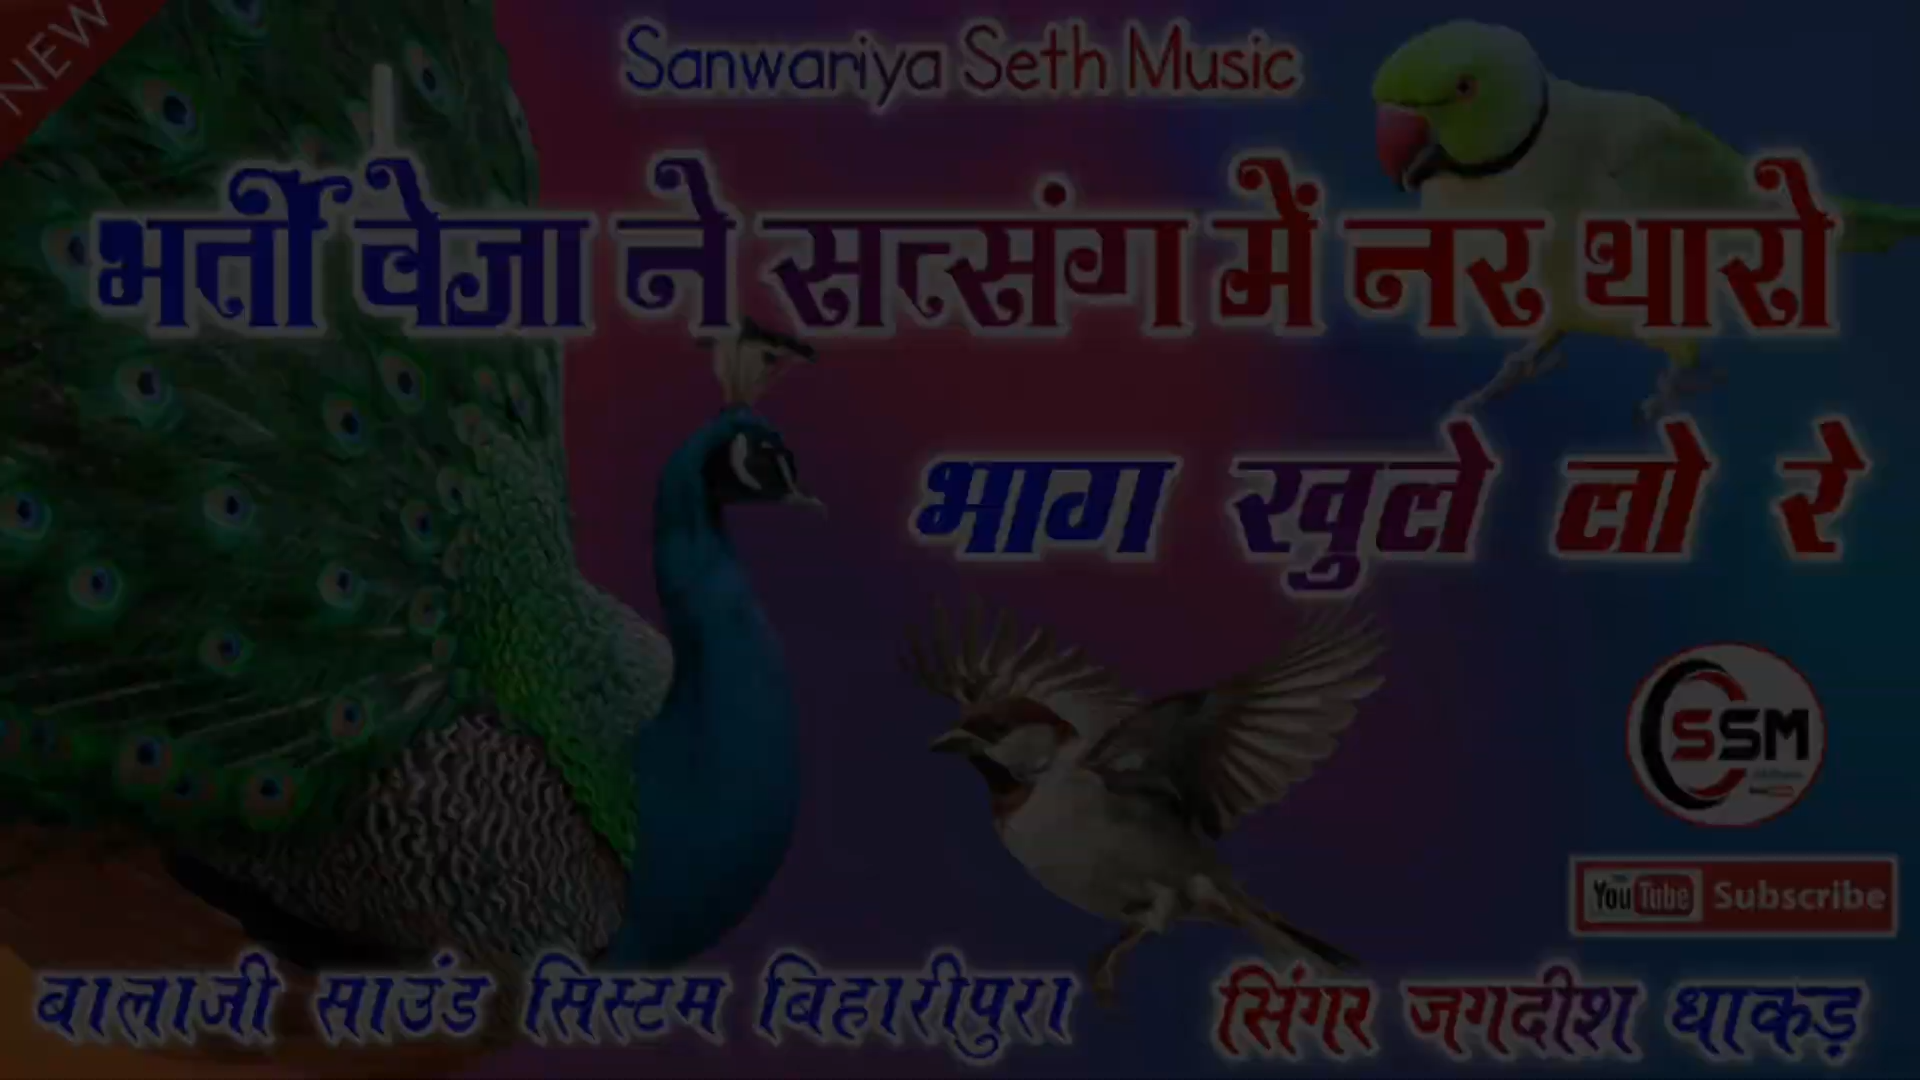 NEW
Sanwariya Seth Music
भर्ती वेजा ने सत्संग में नर थारो
भाग खुले लो रे
SSM
YouTube Subscribe
बालाजी साउंड सिस्टम बिहारीपुरा
सिंगर जगदीश धाकड़